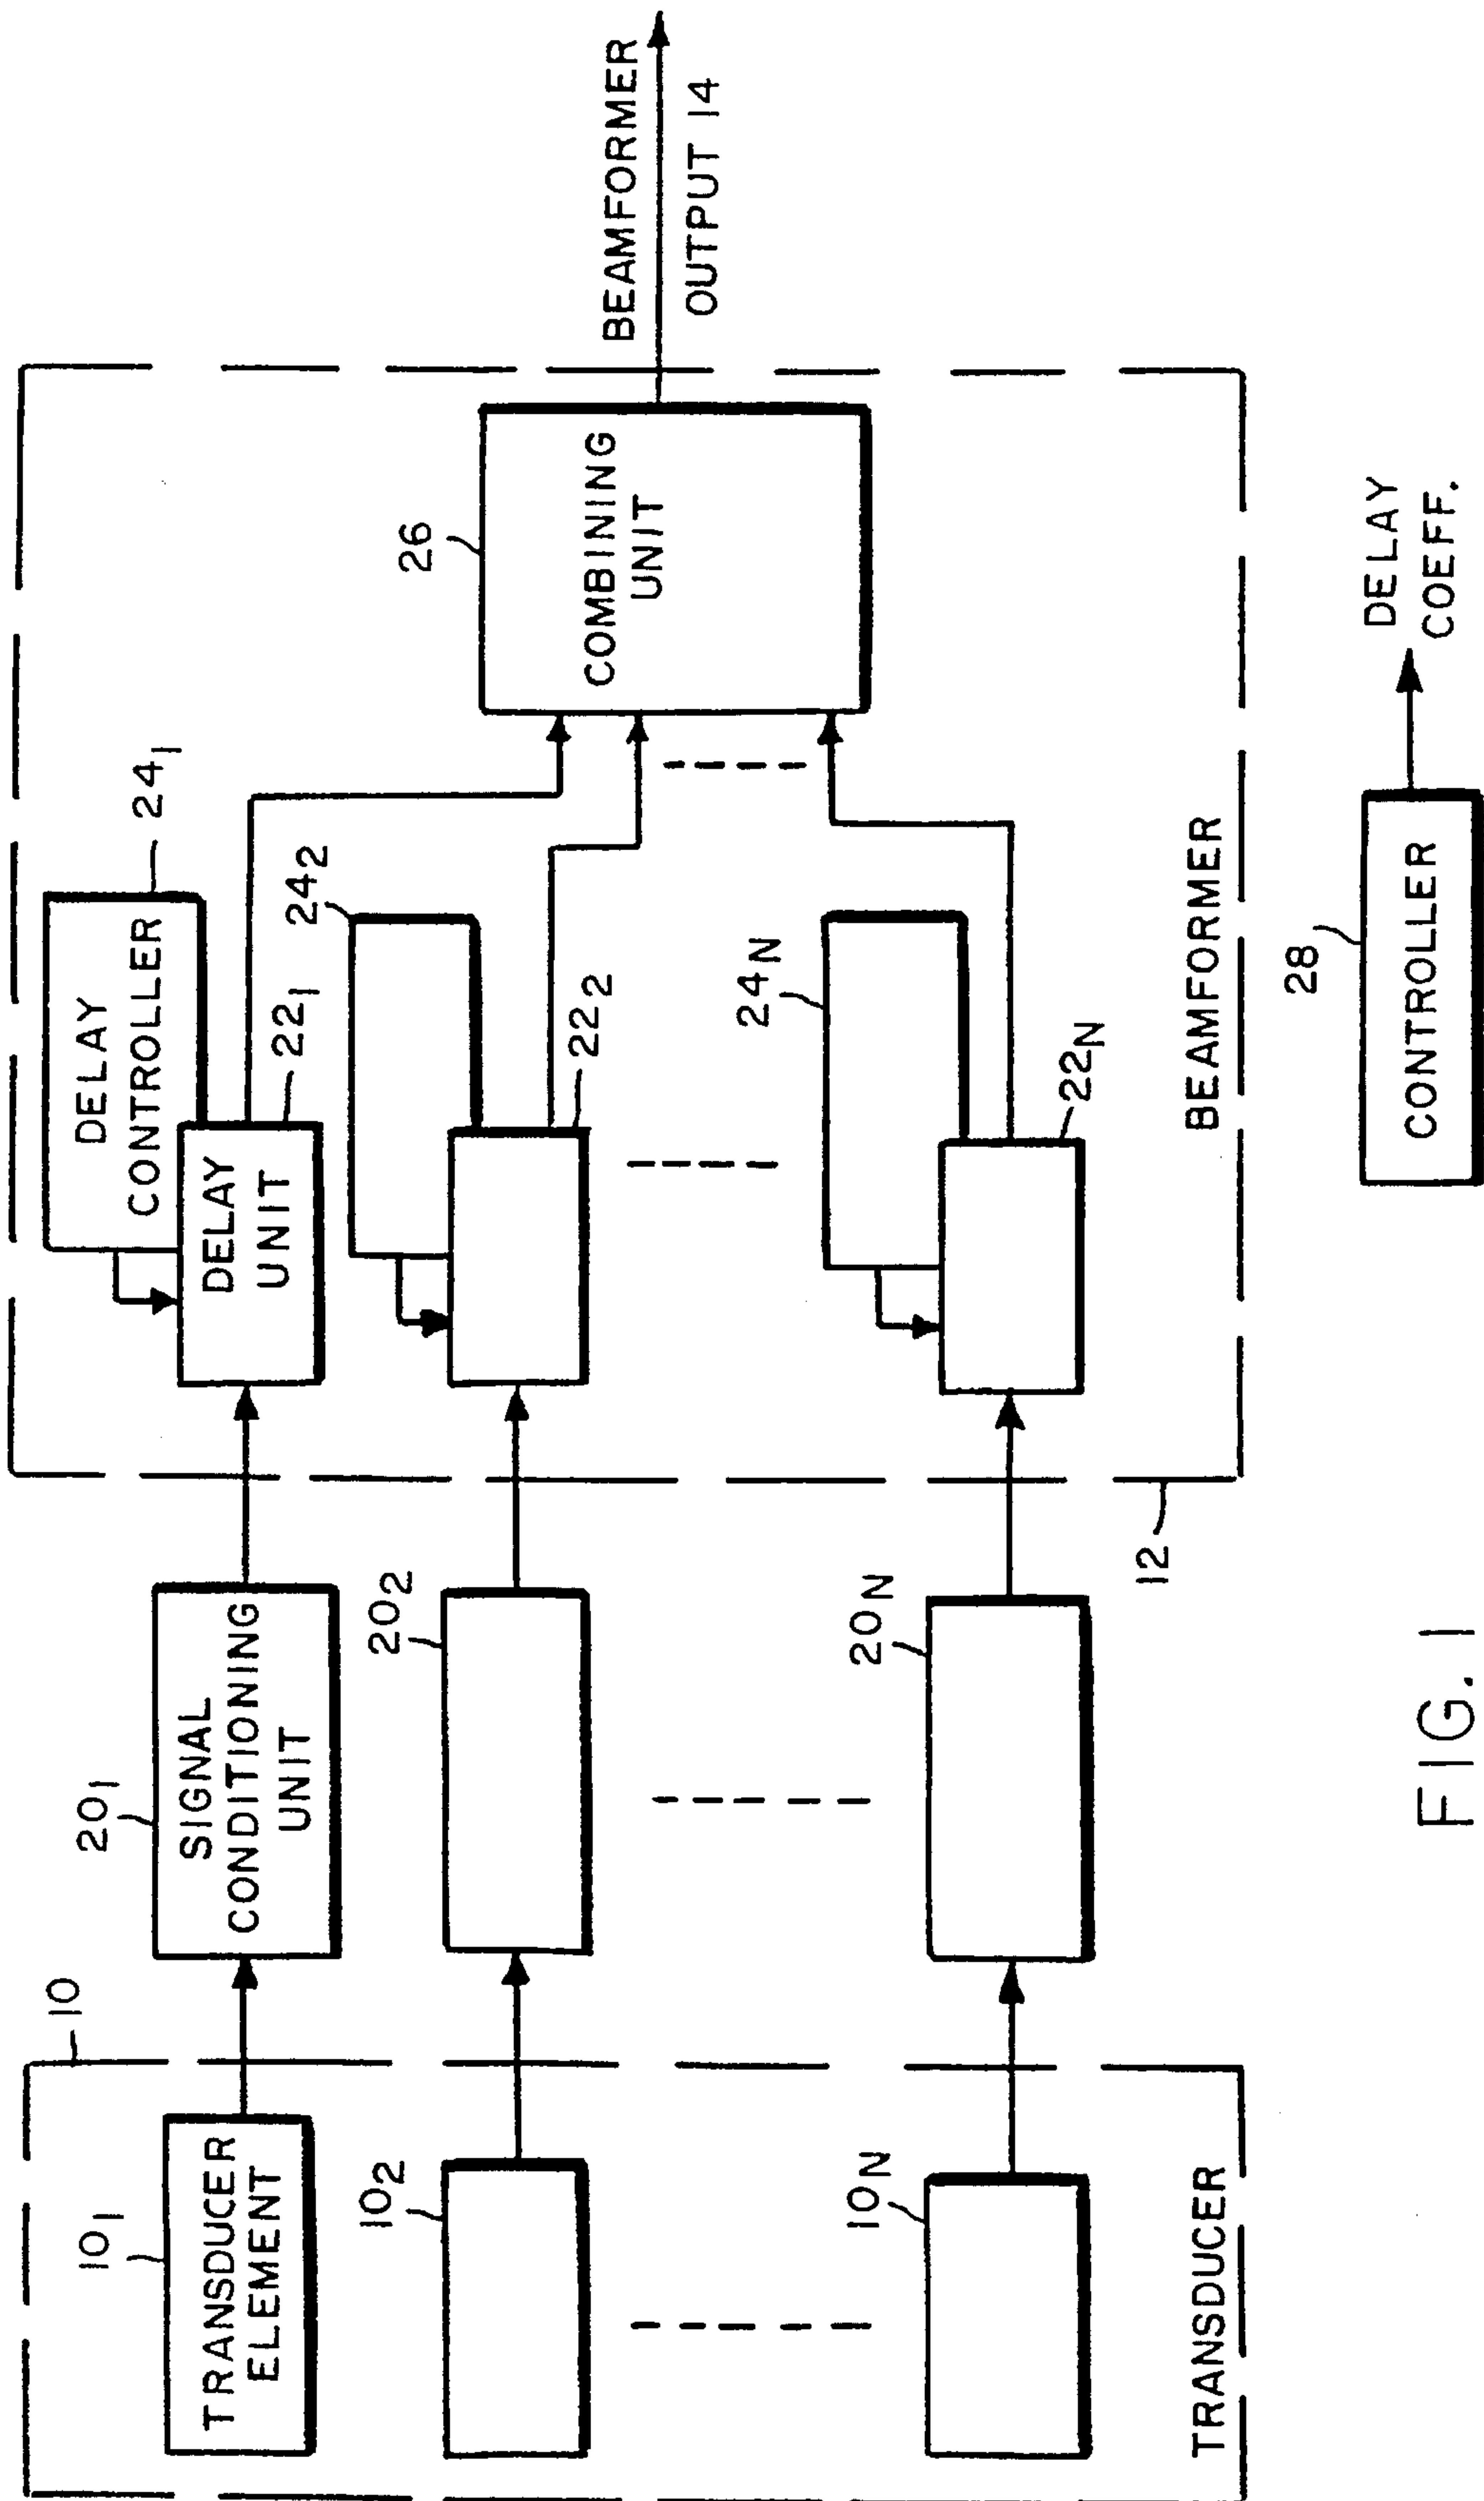 10
10₁
TRANSDUCER
ELEMENT
10₂
10N
TRANSDUCER
20₁
SIGNAL
CONDITIONING
UNIT
20₂
20N
12
DELAY
CONTROLLER
24₁
DELAY
UNIT
22₁
24₂
22₂
24N
22N
BEAMFORMER
26
COMBINING
UNIT
BEAMFORMER
OUTPUT 14
28
CONTROLLER
DELAY
COEFF.
FIG. 1